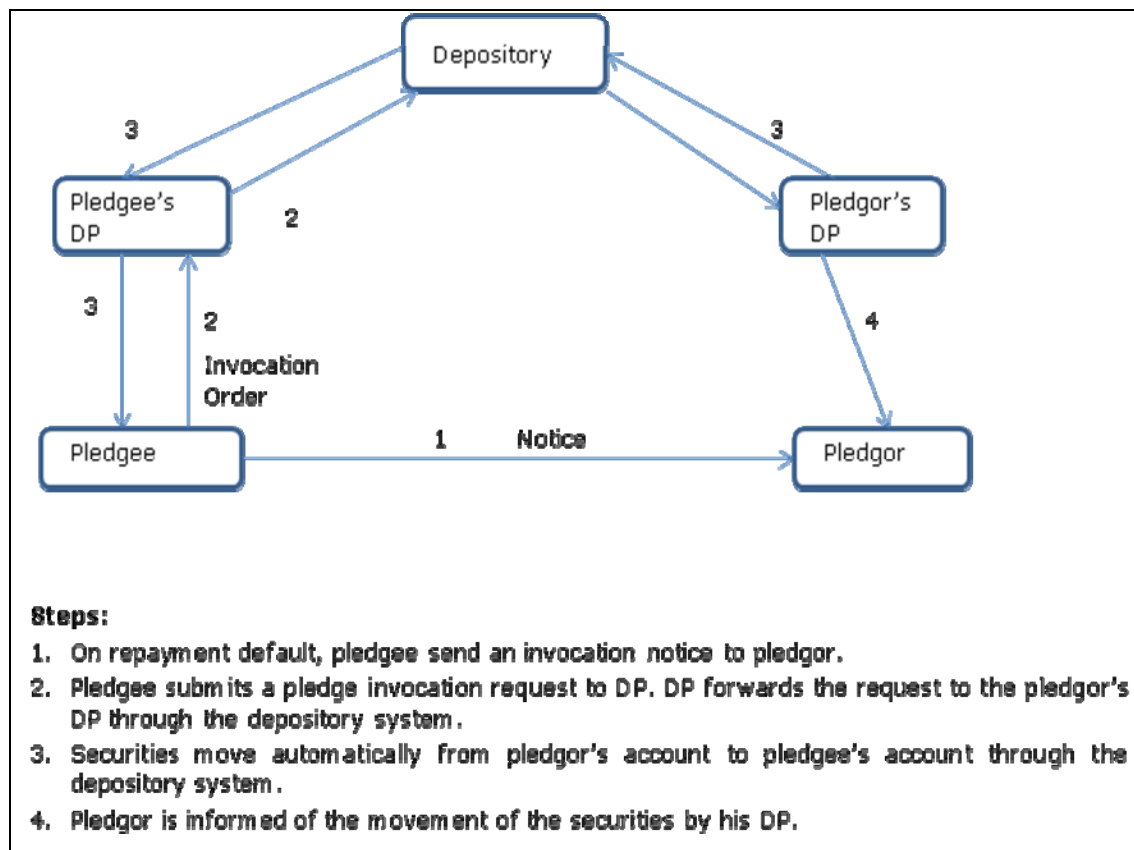 Depository
3
3
Pledgee's
DP
Pledgor's
DP
2
3
2
4
Invocation
Order
Pledgee
1 Notice
Pledgor
Steps:
1. On repayment default, pledgee send an invocation notice to pledgor.
2. Pledgee submits a pledge invocation request to DP. DP forwards the request to the pledgor's
DP through the depository system.
3. Securities move automatically from pledgor's account to pledgee's account through the
depository system.
4. Pledgor is informed of the movement of the securities by his DP.